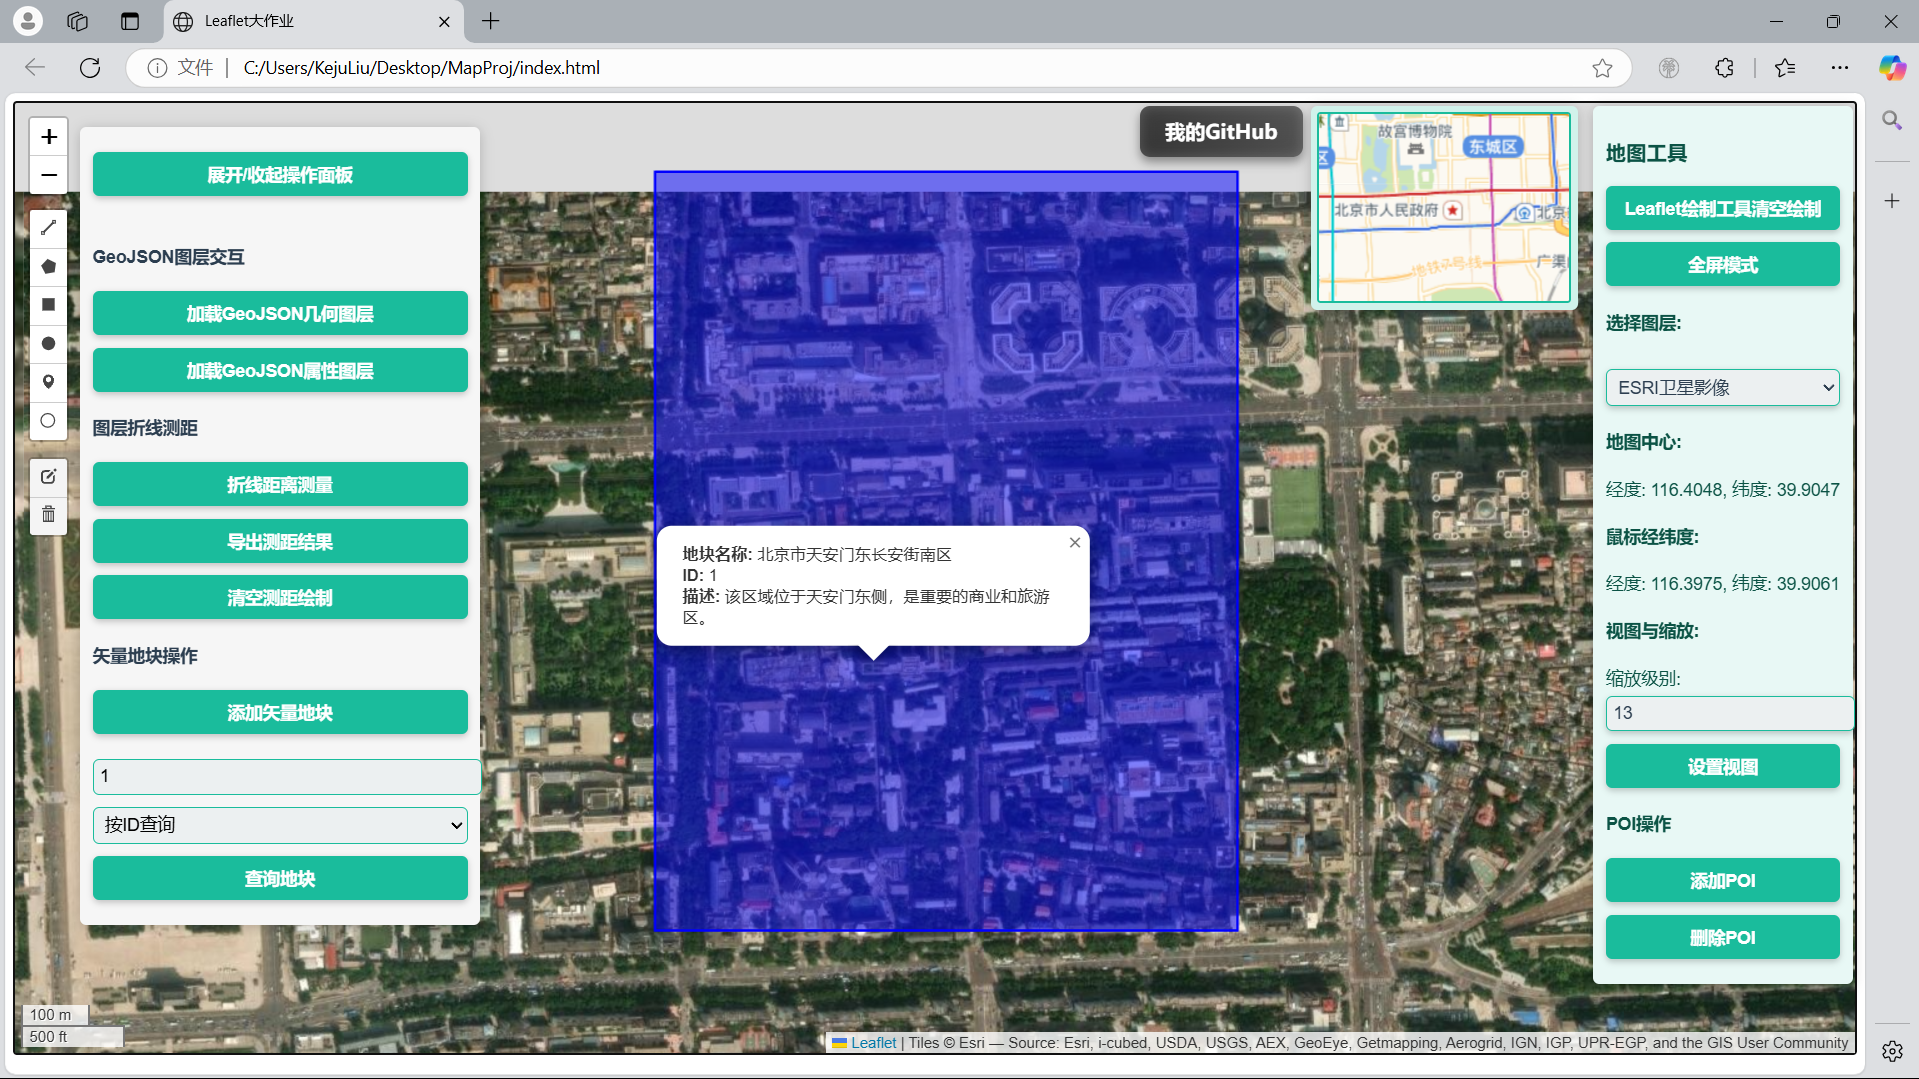 Leaflet大作业
文件
C:/Users/KejuLiu/Desktop/MapProj/index.html
+
−
展开/收起操作面板
GeoJSON图层交互
加载GeoJSON几何图层
加载GeoJSON属性图层
图层折线测距
折线距离测量
导出测距结果
清空测距绘制
矢量地块操作
添加矢量地块
1
按ID查询
查询地块
100 m
500 ft
我的GitHub
故宫博物院
东城区
区
北京市人民政府
北京
地铁7号线
广渠
地块名称: 北京市天安门东长安街南区
ID: 1
描述: 该区域位于天安门东侧，是重要的商业和旅游
区。
×
地图工具
Leaflet绘制工具清空绘制
全屏模式
选择图层:
ESRI卫星影像
地图中心:
经度: 116.4048, 纬度: 39.9047
鼠标经纬度:
经度: 116.3975, 纬度: 39.9061
视图与缩放:
缩放级别:
13
设置视图
POI操作
添加POI
删除POI
Leaflet | Tiles © Esri — Source: Esri, i-cubed, USDA, USGS, AEX, GeoEye, Getmapping, Aerogrid, IGN, IGP, UPR-EGP, and the GIS User Community